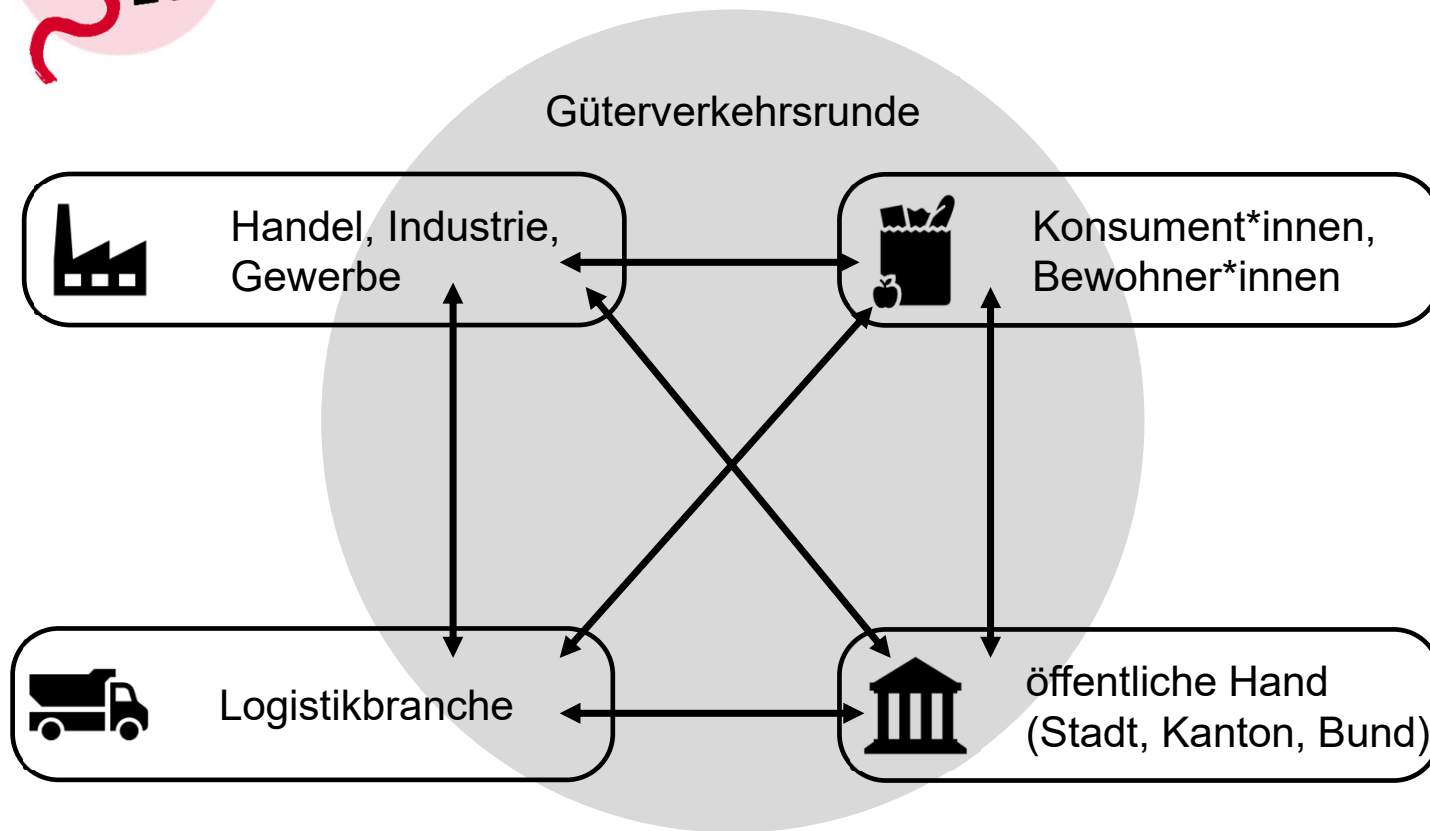 Güterverkehrsrunde
Handel, Industrie,
Gewerbe
Konsument*innen,
Bewohner*innen
Logistikbranche
öffentliche Hand
(Stadt, Kanton, Bund)